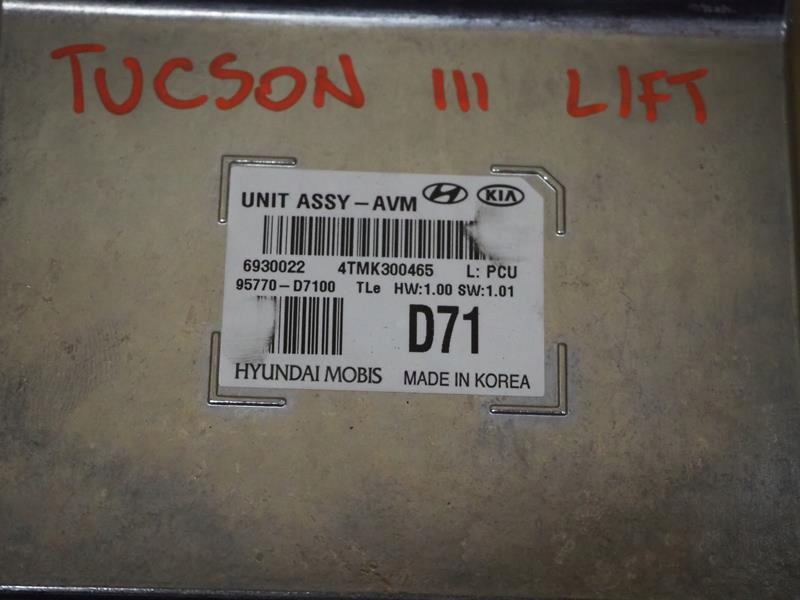 TUCSON III LIFT
UNIT ASSY-AVM KIA
6930022 4TMK300465 L: PCU
95770-D7100 TLe HW:1.00 SW:1.01
D71
HYUNDAI MOBIS MADE IN KOREA